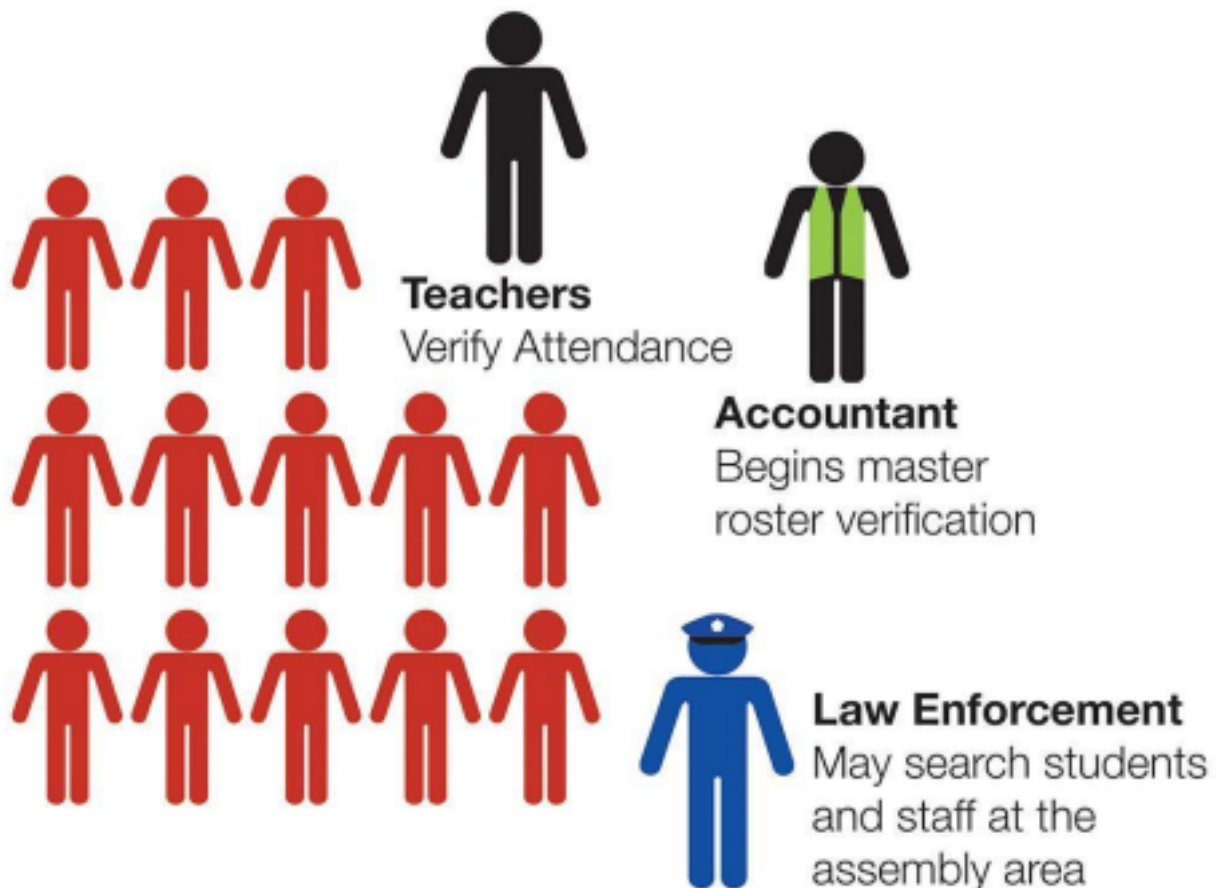 Teachers
Verify Attendance
Accountant
Begins master
roster verification
Law Enforcement
May search students
and staff at the
assembly area